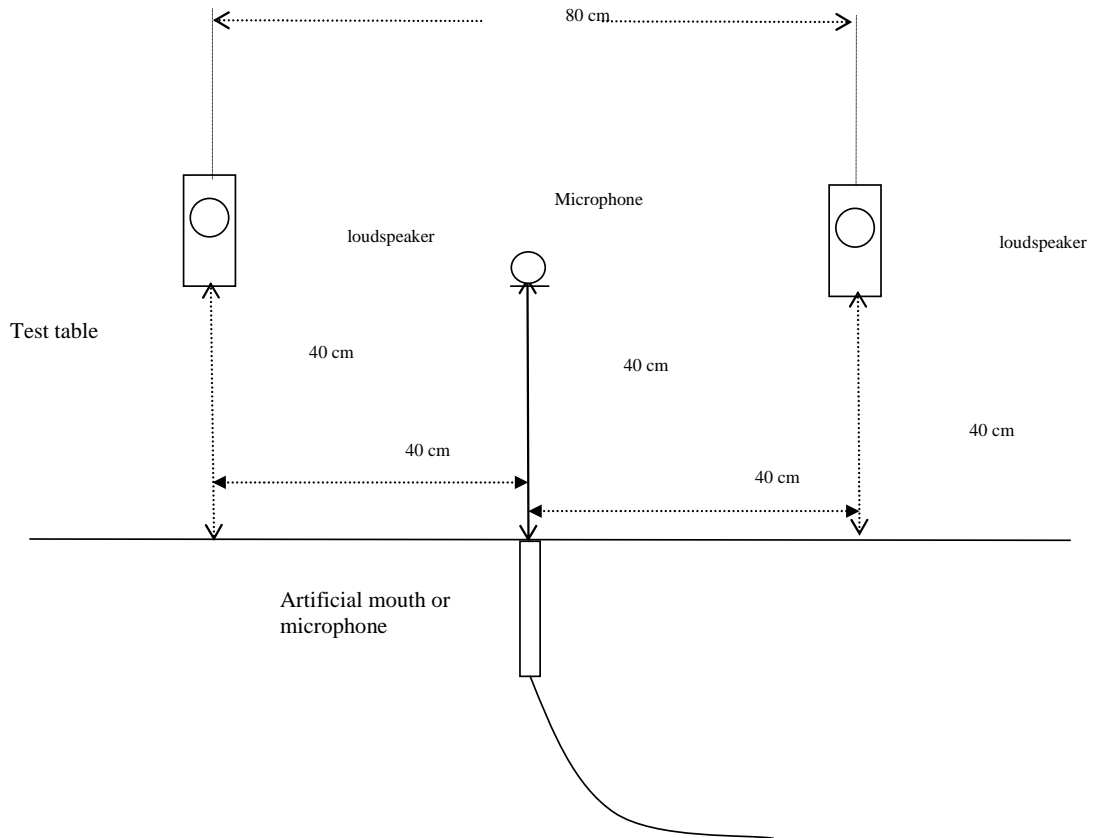 80 cm
Microphone
loudspeaker
loudspeaker
Test table
40 cm
40 cm
40 cm
40 cm
40 cm
Artificial mouth or
microphone